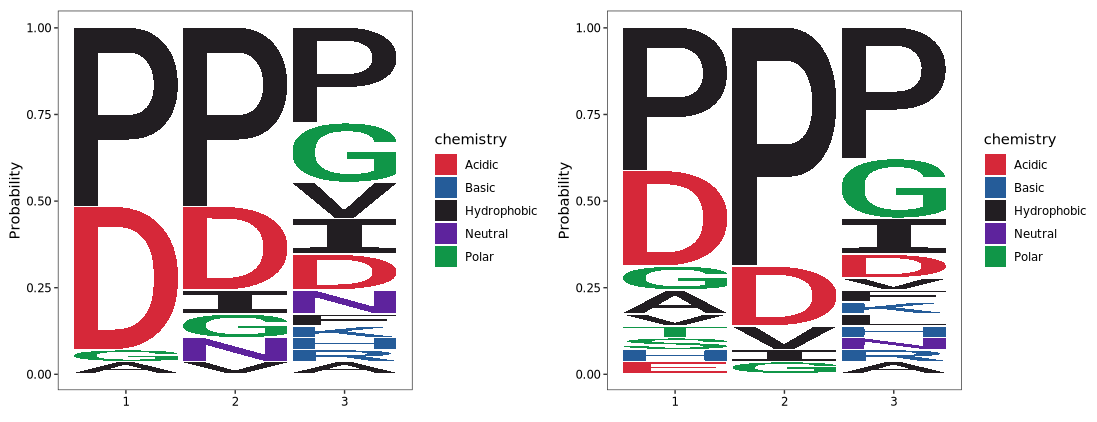 Probability
1.00
0.75
0.50
0.25
0.00
P
D
G
A
P
D
I
G
N
V
P
G
V
I
D
N
F
K
R
A
1
2
3
chemistry
Acidic
Basic
Hydrophobic
Neutral
Polar
Probability
1.00
0.75
0.50
0.25
0.00
P
D
G
A
V
T
S
H
E
P
D
V
I
G
P
G
I
D
V
F
K
H
N
R
A
1
2
3
chemistry
Acidic
Basic
Hydrophobic
Neutral
Polar